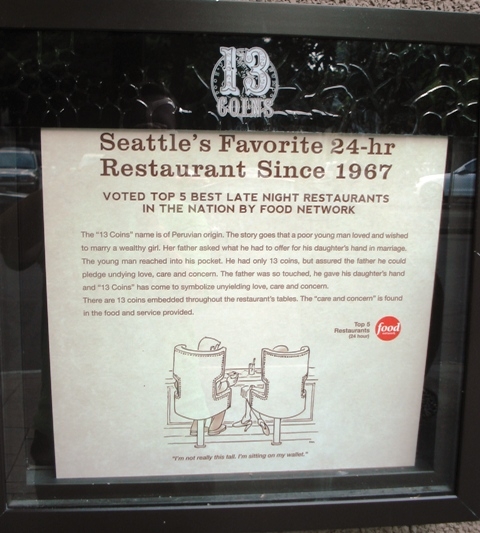 13
COINS
Seattle's Favorite 24-hr
Restaurant Since 1967
VOTED TOP 5 BEST LATE NIGHT RESTAURANTS
IN THE NATION BY FOOD NETWORK
The "13 Coins" name is of Peruvian origin. The story goes that a poor young man loved and wished
to marry a wealthy girl. Her father asked what he had to offer for his daughter's hand in marriage.
The young man reached into his pocket. He had only 13 coins, but assured the father he could
pledge undying love, care and concern. The father was so touched, he gave his daughter's hand
and "13 Coins" has come to symbolize unyielding love, care and concern.
There are 13 coins embedded throughout the restaurant's tables. The "care and concern" is found
in the food and service provided.
Top 5
Restaurants
(24 hour)
food
"I'm not really this tall. I'm sitting on my wallet."